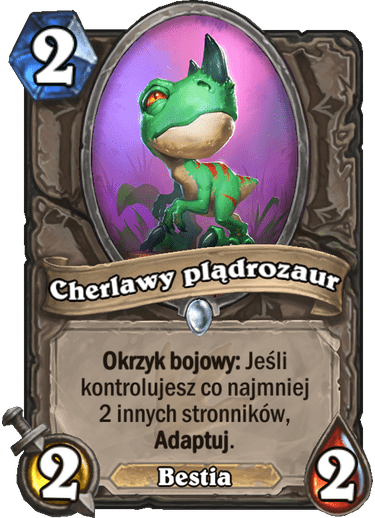 2
Cherlawy plądrozaur
Okrzyk bojowy: Jeśli
kontrolujesz co najmniej
2 innych stronników,
Adaptuj.
2
Bestia
2